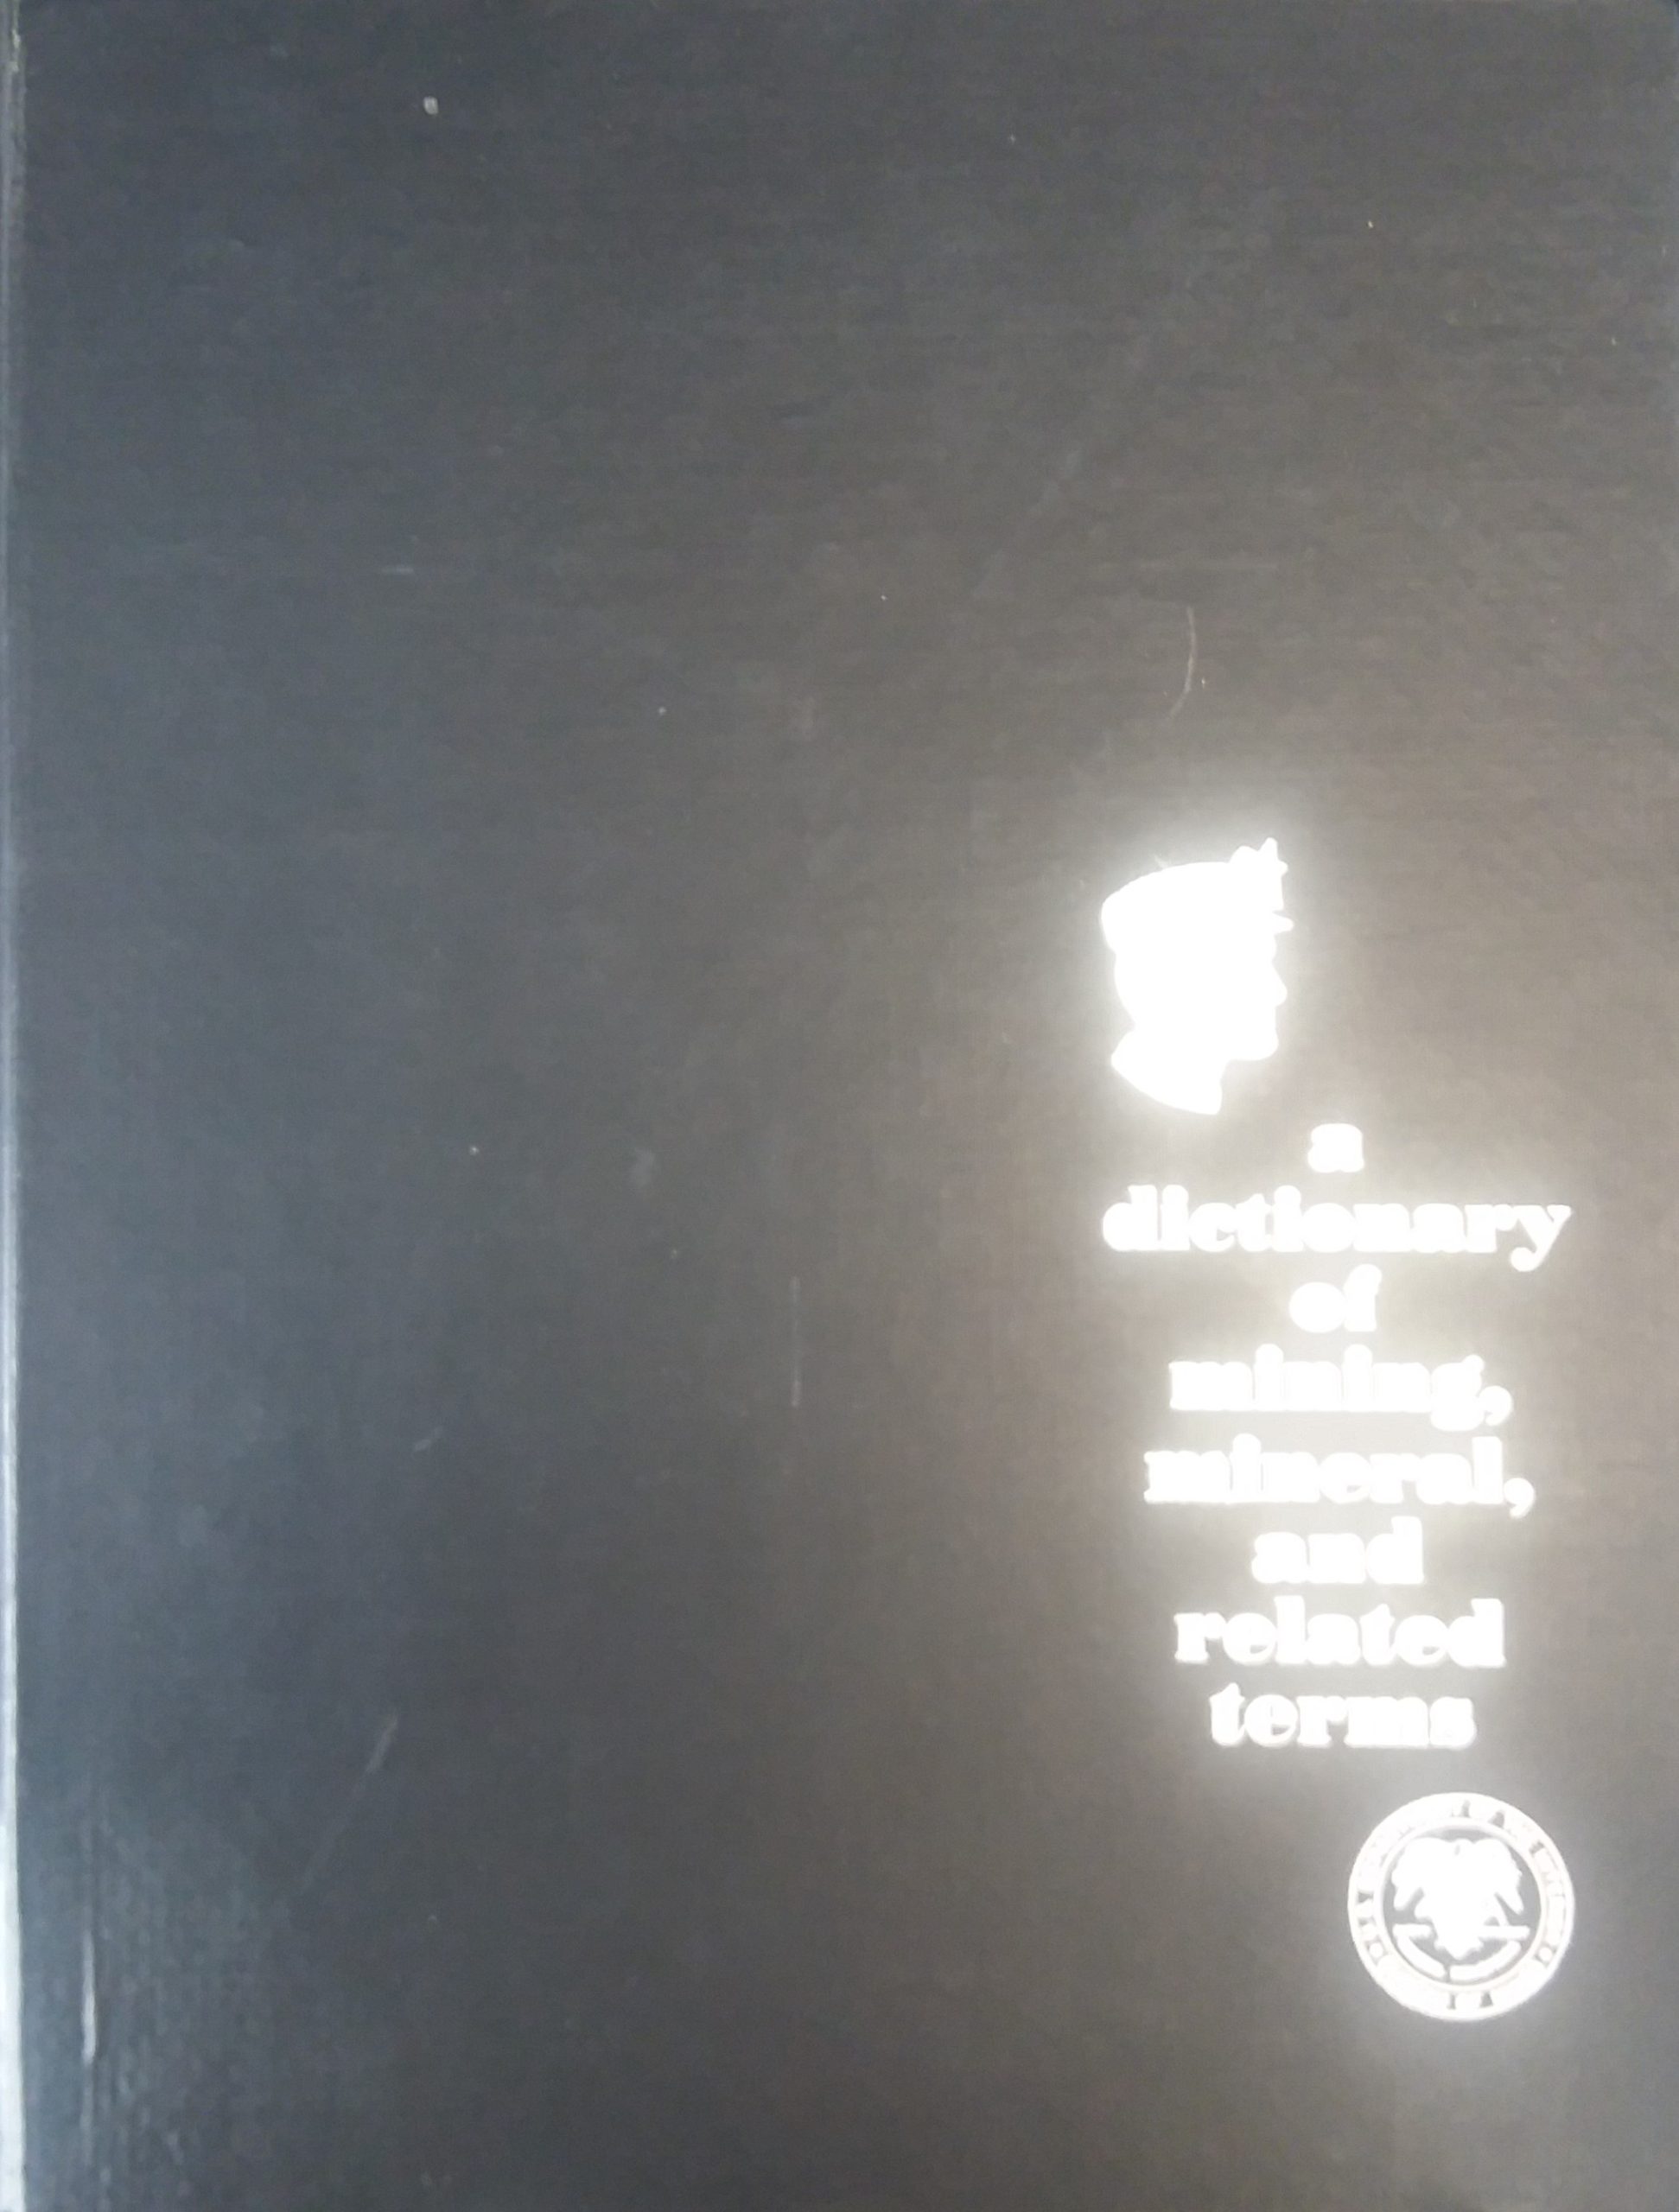 a
dictionary
of
mining,
mineral,
and
related
terms